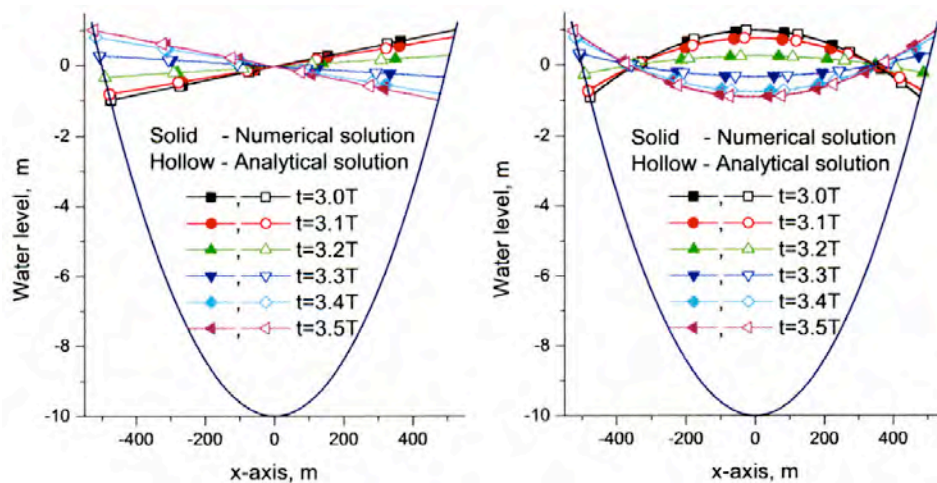 0
-2
-4
-6
-8
-10
Water level, m
Solid - Numerical solution
Hollow - Analytical solution
t=3.0T
t=3.1T
t=3.2T
t=3.3T
t=3.4T
t=3.5T
-400 -200 0 200 400
x-axis, m
0
-2
-4
-6
-8
-10
Water level, m
Solid - Numerical solution
Hollow - Analytical solution
t=3.0T
t=3.1T
t=3.2T
t=3.3T
t=3.4T
t=3.5T
-400 -200 0 200 400
x-axis, m